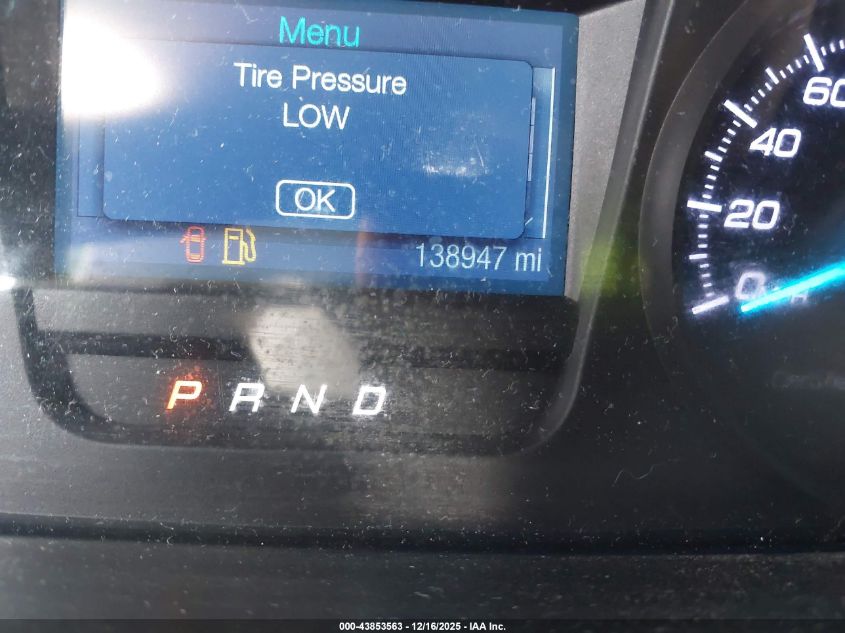 Menu
Tire Pressure
LOW
OK
138947 mi
P R N D
60
40
20
0
000-43853563 - 12/16/2025 - IAA Inc.